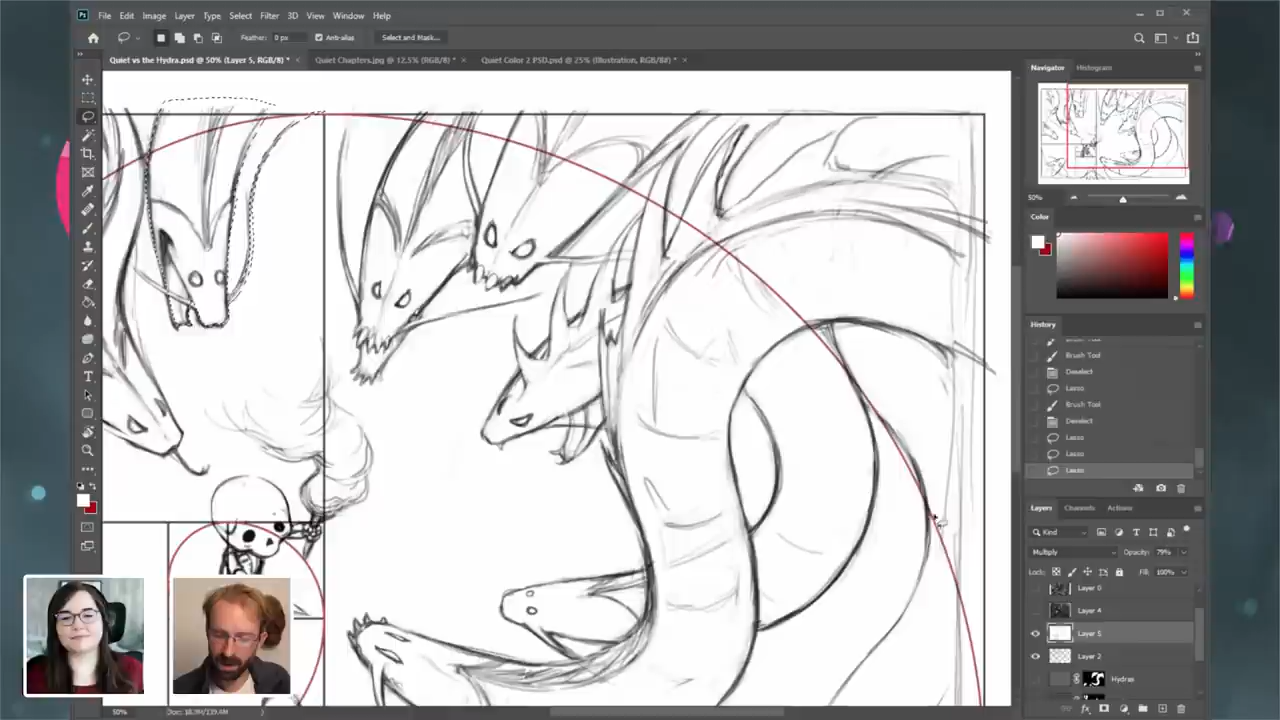 Ps File Edit Image Layer Type Select Filter 3D View Window Help
Feather: 0 px Anti-alias Select and Mask...
Quiet vs the Hydra.psd @ 50% (Layer 5, RGB/8) * × Quiet Chapters.jpg @ 12.5% (RGB/8) * × Quiet Color 2 PSD.psd @ 25% (Illustration, RGB/8#) * ×
Navigator Histogram
50%
Color
History
Brush Tool
Deselect
Lasso
Brush Tool
Deselect
Lasso
Lasso
Lasso
Layers Channels Actions
Kind
Multiply Opacity: 79%
Lock: Fill: 100%
Layer 4
Layer 5
Layer 2
Hydras
T
50%